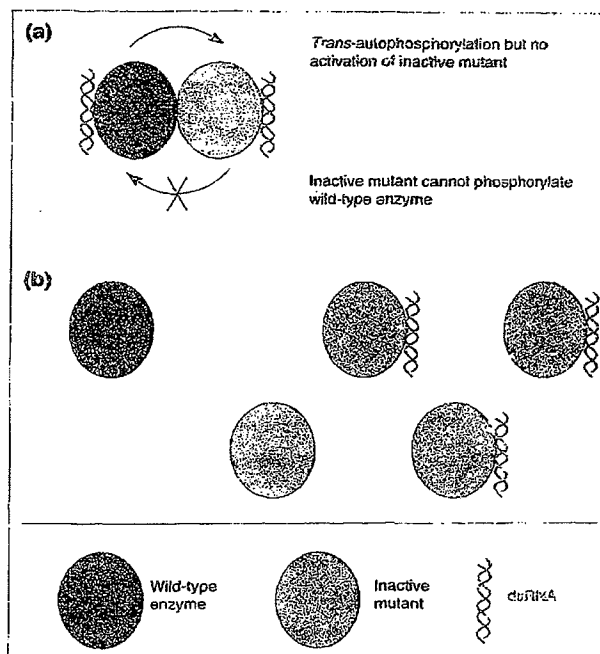 (a)
Trans-autophosphorylation but no
activation of inactive mutant
Inactive mutant cannot phosphorylate
wild-type enzyme
(b)
Wild-type
enzyme
Inactive
mutant
dsRNA